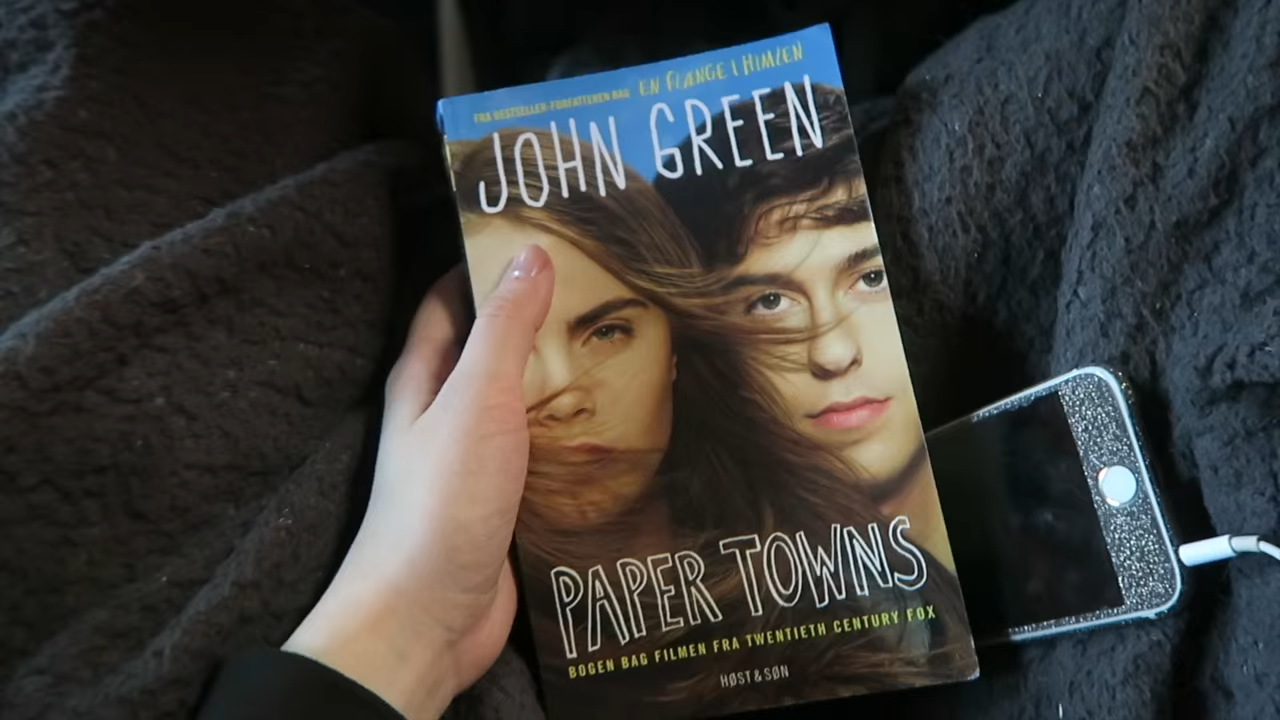 FRA BESTSELLER-FORFATTEREN BAG EN FLÆNGE I HIMLEN
JOHN GREEN
PAPER TOWNS
BOGEN BAG FILMEN FRA TWENTIETH CENTURY FOX
HØST & SØN